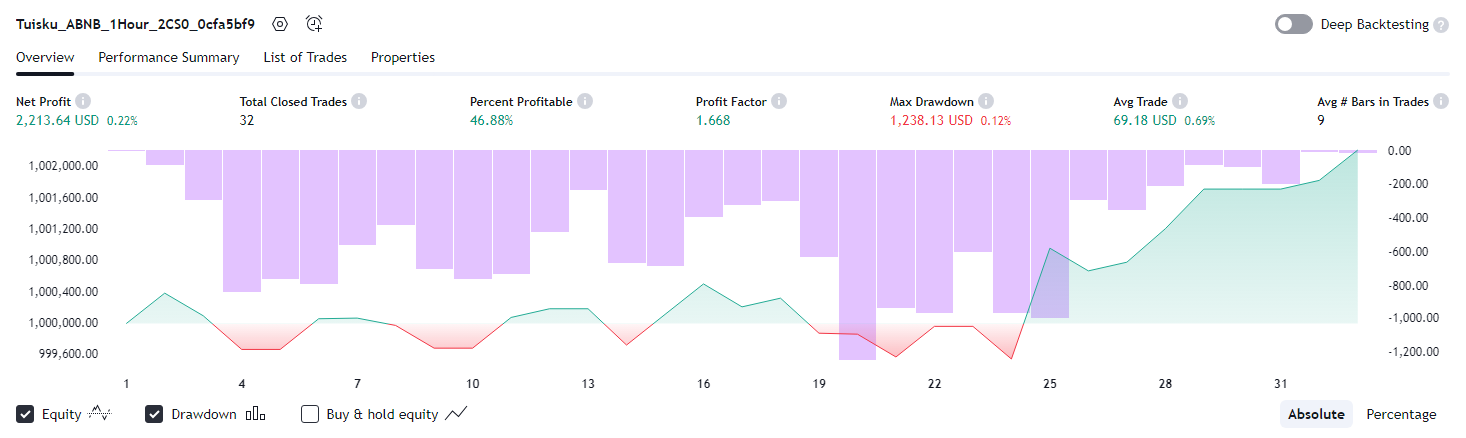 Tuisku_ABNB_1Hour_2CS0_0cfa5bf9 Deep Backtesting ?
Overview Performance Summary List of Trades Properties
Net Profit i Total Closed Trades i Percent Profitable i Profit Factor i Max Drawdown i Avg Trade i Avg # Bars in Trades i
2,213.64 USD 0.22% 32 46.88% 1.668 1,238.13 USD 0.12% 69.18 USD 0.69% 9
0.00
1,002,000.00
-200.00
1,001,600.00
-400.00
1,001,200.00
-600.00
1,000,800.00
-800.00
1,000,400.00
-1,000.00
1,000,000.00
-1,200.00
999,600.00
1 4 7 10 13 16 19 22 25 28 31
Equity Drawdown Buy & hold equity Absolute Percentage